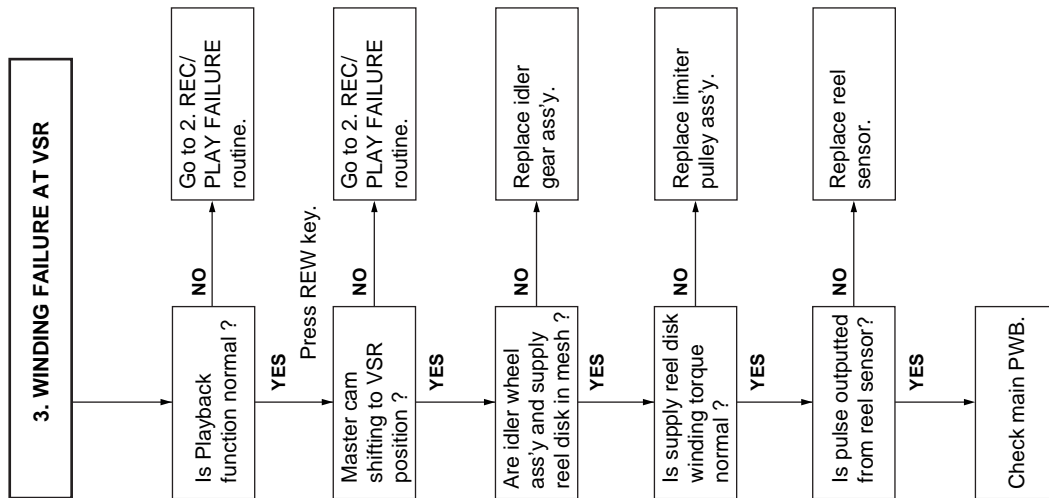 3. WINDING FAILURE AT VSR
Is Playback
function normal ?
NO
Go to 2. REC/
PLAY FAILURE
routine.
YES
Press REW key.
Master cam
shifting to VSR
position ?
NO
Go to 2. REC/
PLAY FAILURE
routine.
YES
Are idler wheel
ass'y and supply
reel disk in mesh ?
NO
Replace idler
gear ass'y.
YES
Is supply reel disk
winding torque
normal ?
NO
Replace limiter
pulley ass'y.
YES
Is pulse outputted
from reel sensor?
NO
Replace reel
sensor.
YES
Check main PWB.